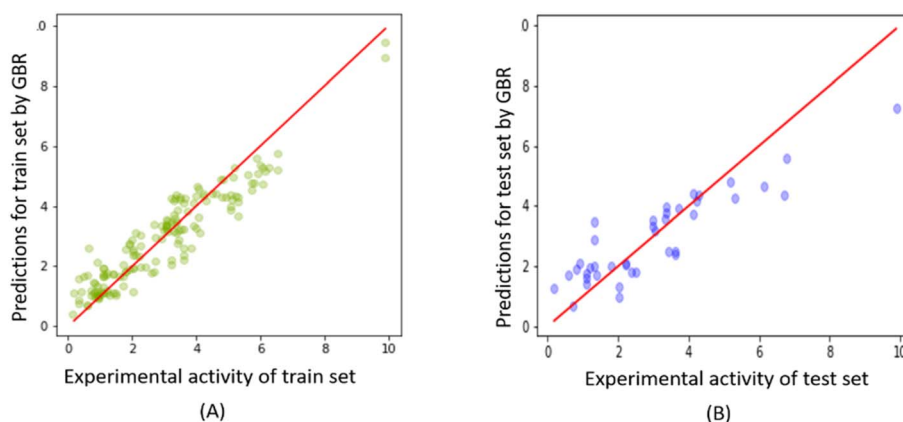 Predictions for train set by GBR
.0
8
6
4
2
0
0 2 4 6 8 10
Experimental activity of train set
(A)
Predictions for test set by GBR
0
8
6
4
2
0
0 2 4 6 8 10
Experimental activity of test set
(B)